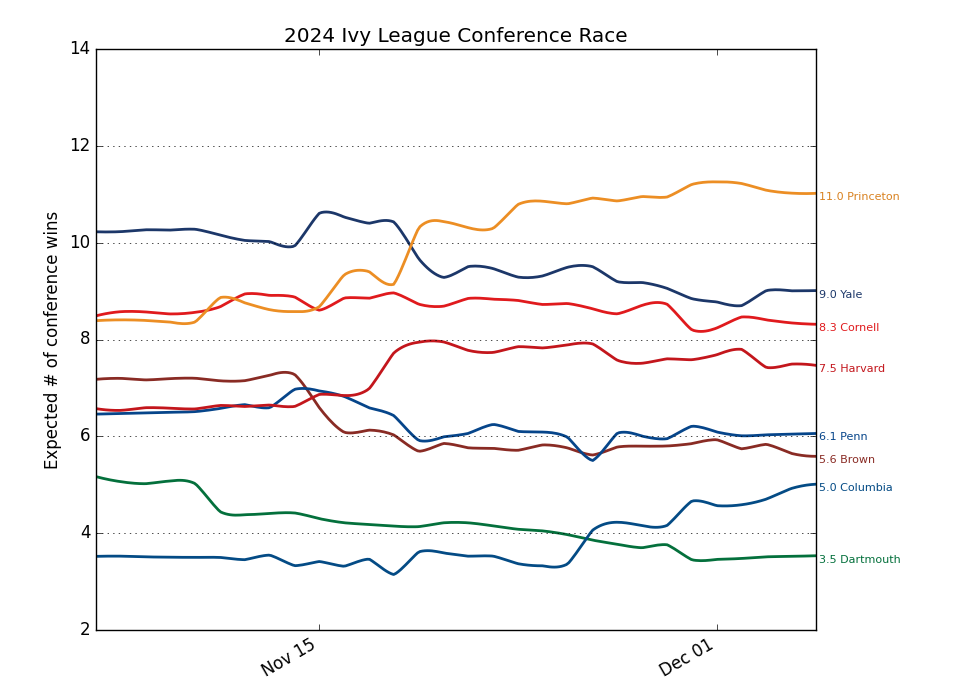 2024 Ivy League Conference Race
Expected # of conference wins
14
12
10
8
6
4
2
Nov 15
Dec 01
11.0 Princeton
9.0 Yale
8.3 Cornell
7.5 Harvard
6.1 Penn
5.6 Brown
5.0 Columbia
3.5 Dartmouth